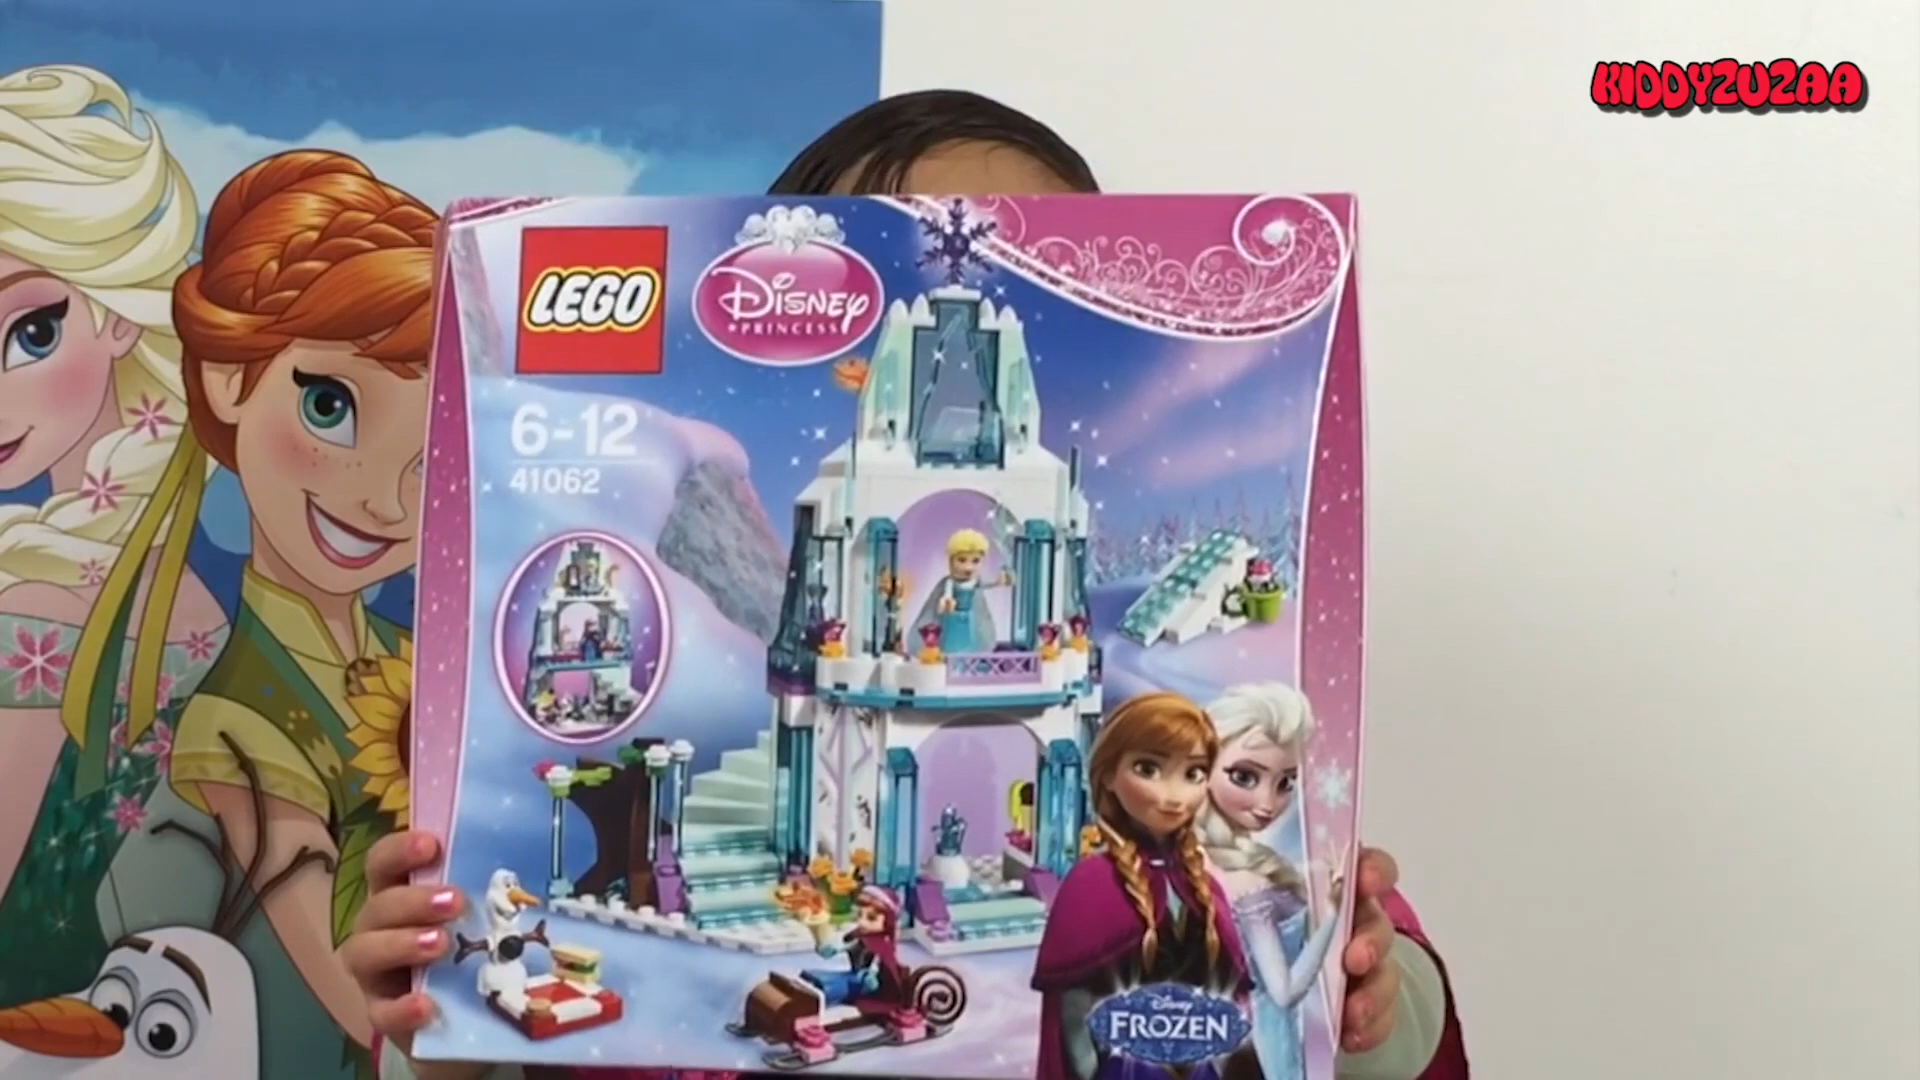 KIDDYZUZAA
LEGO
DISNEY
PRINCESS
6-12
41062
Disney
FROZEN